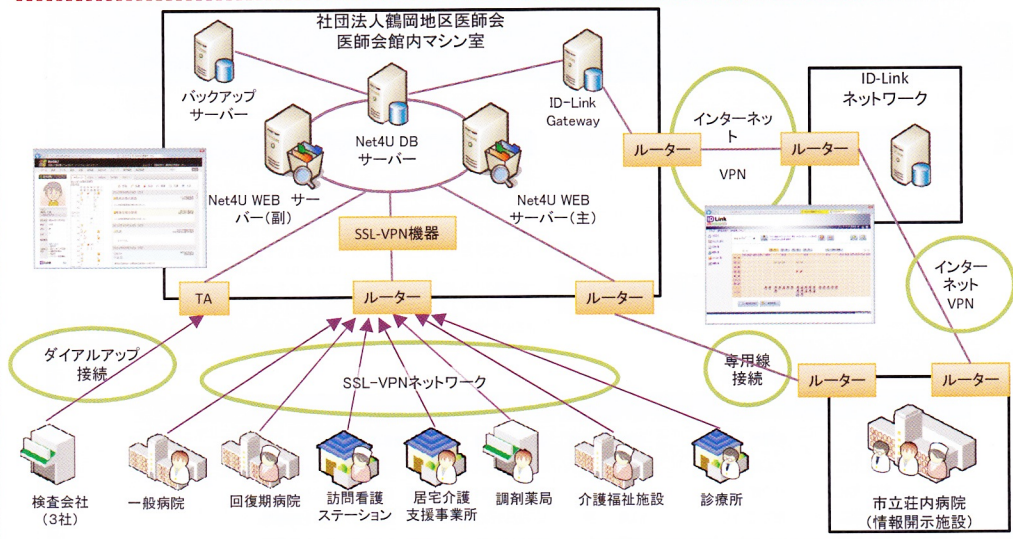 社団法人鶴岡地区医師会
医師会館内マシン室
バックアップ
サーバー
Net4U DB
サーバー
ID-Link
Gateway
インターネッ
ト
VPN
ID-Link
ネットワーク
ルーター
ルーター
Net4U WEB サー
バー(副)
Net4U WEB
サーバー(主)
SSL-VPN機器
Link
インター
ネット
VPN
TA
ルーター
ルーター
ダイアルアップ
接続
SSL-VPNネットワーク
専用線
接続
ルーター
ルーター
検査会社
(3社)
一般病院
回復期病院
訪問看護
ステーション
居宅介護
支援事業所
調剤薬局
介護福祉施設
診療所
市立荘内病院
(情報開示施設)